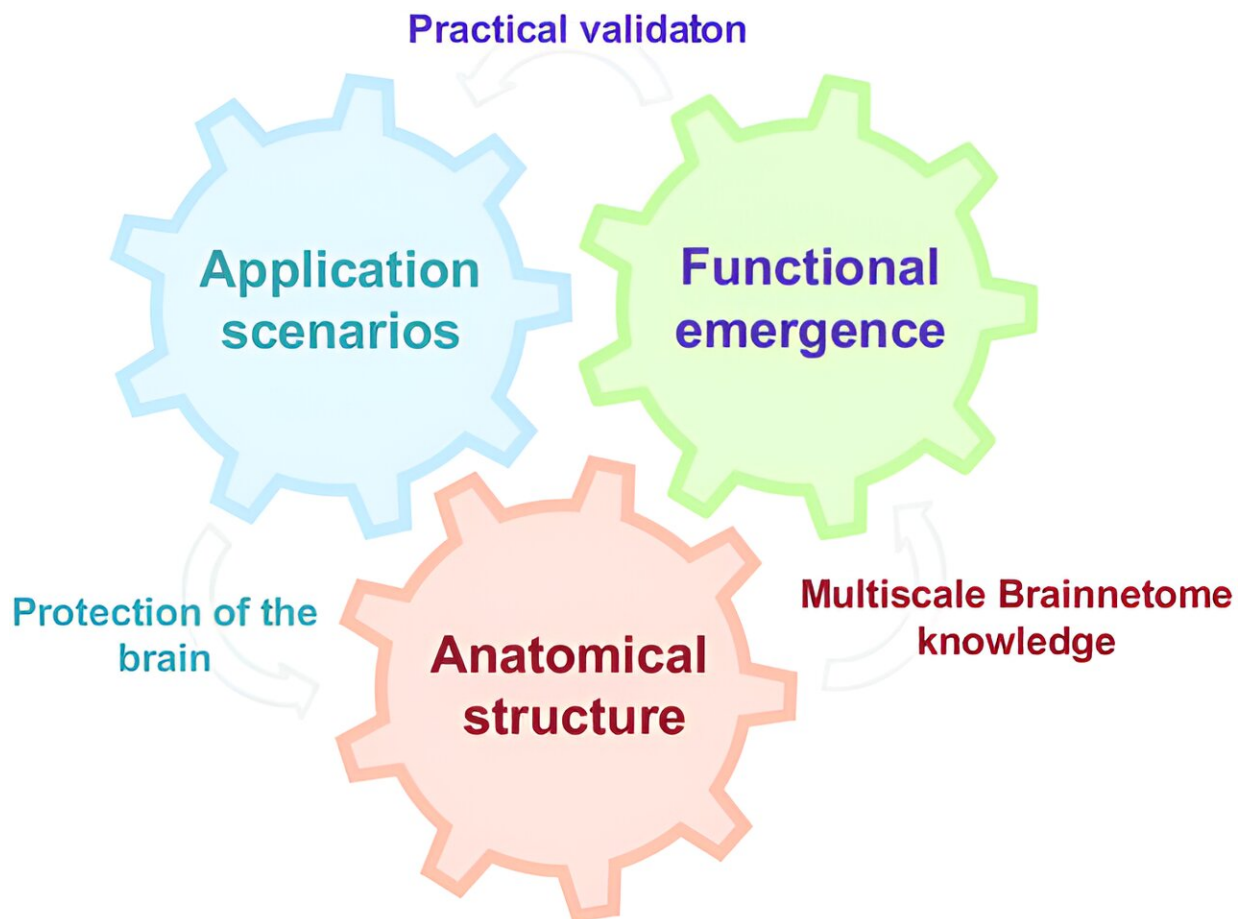 Practical validaton
Application
scenarios
Functional
emergence
Protection of the
brain
Anatomical
structure
Multiscale Brainnetome
knowledge